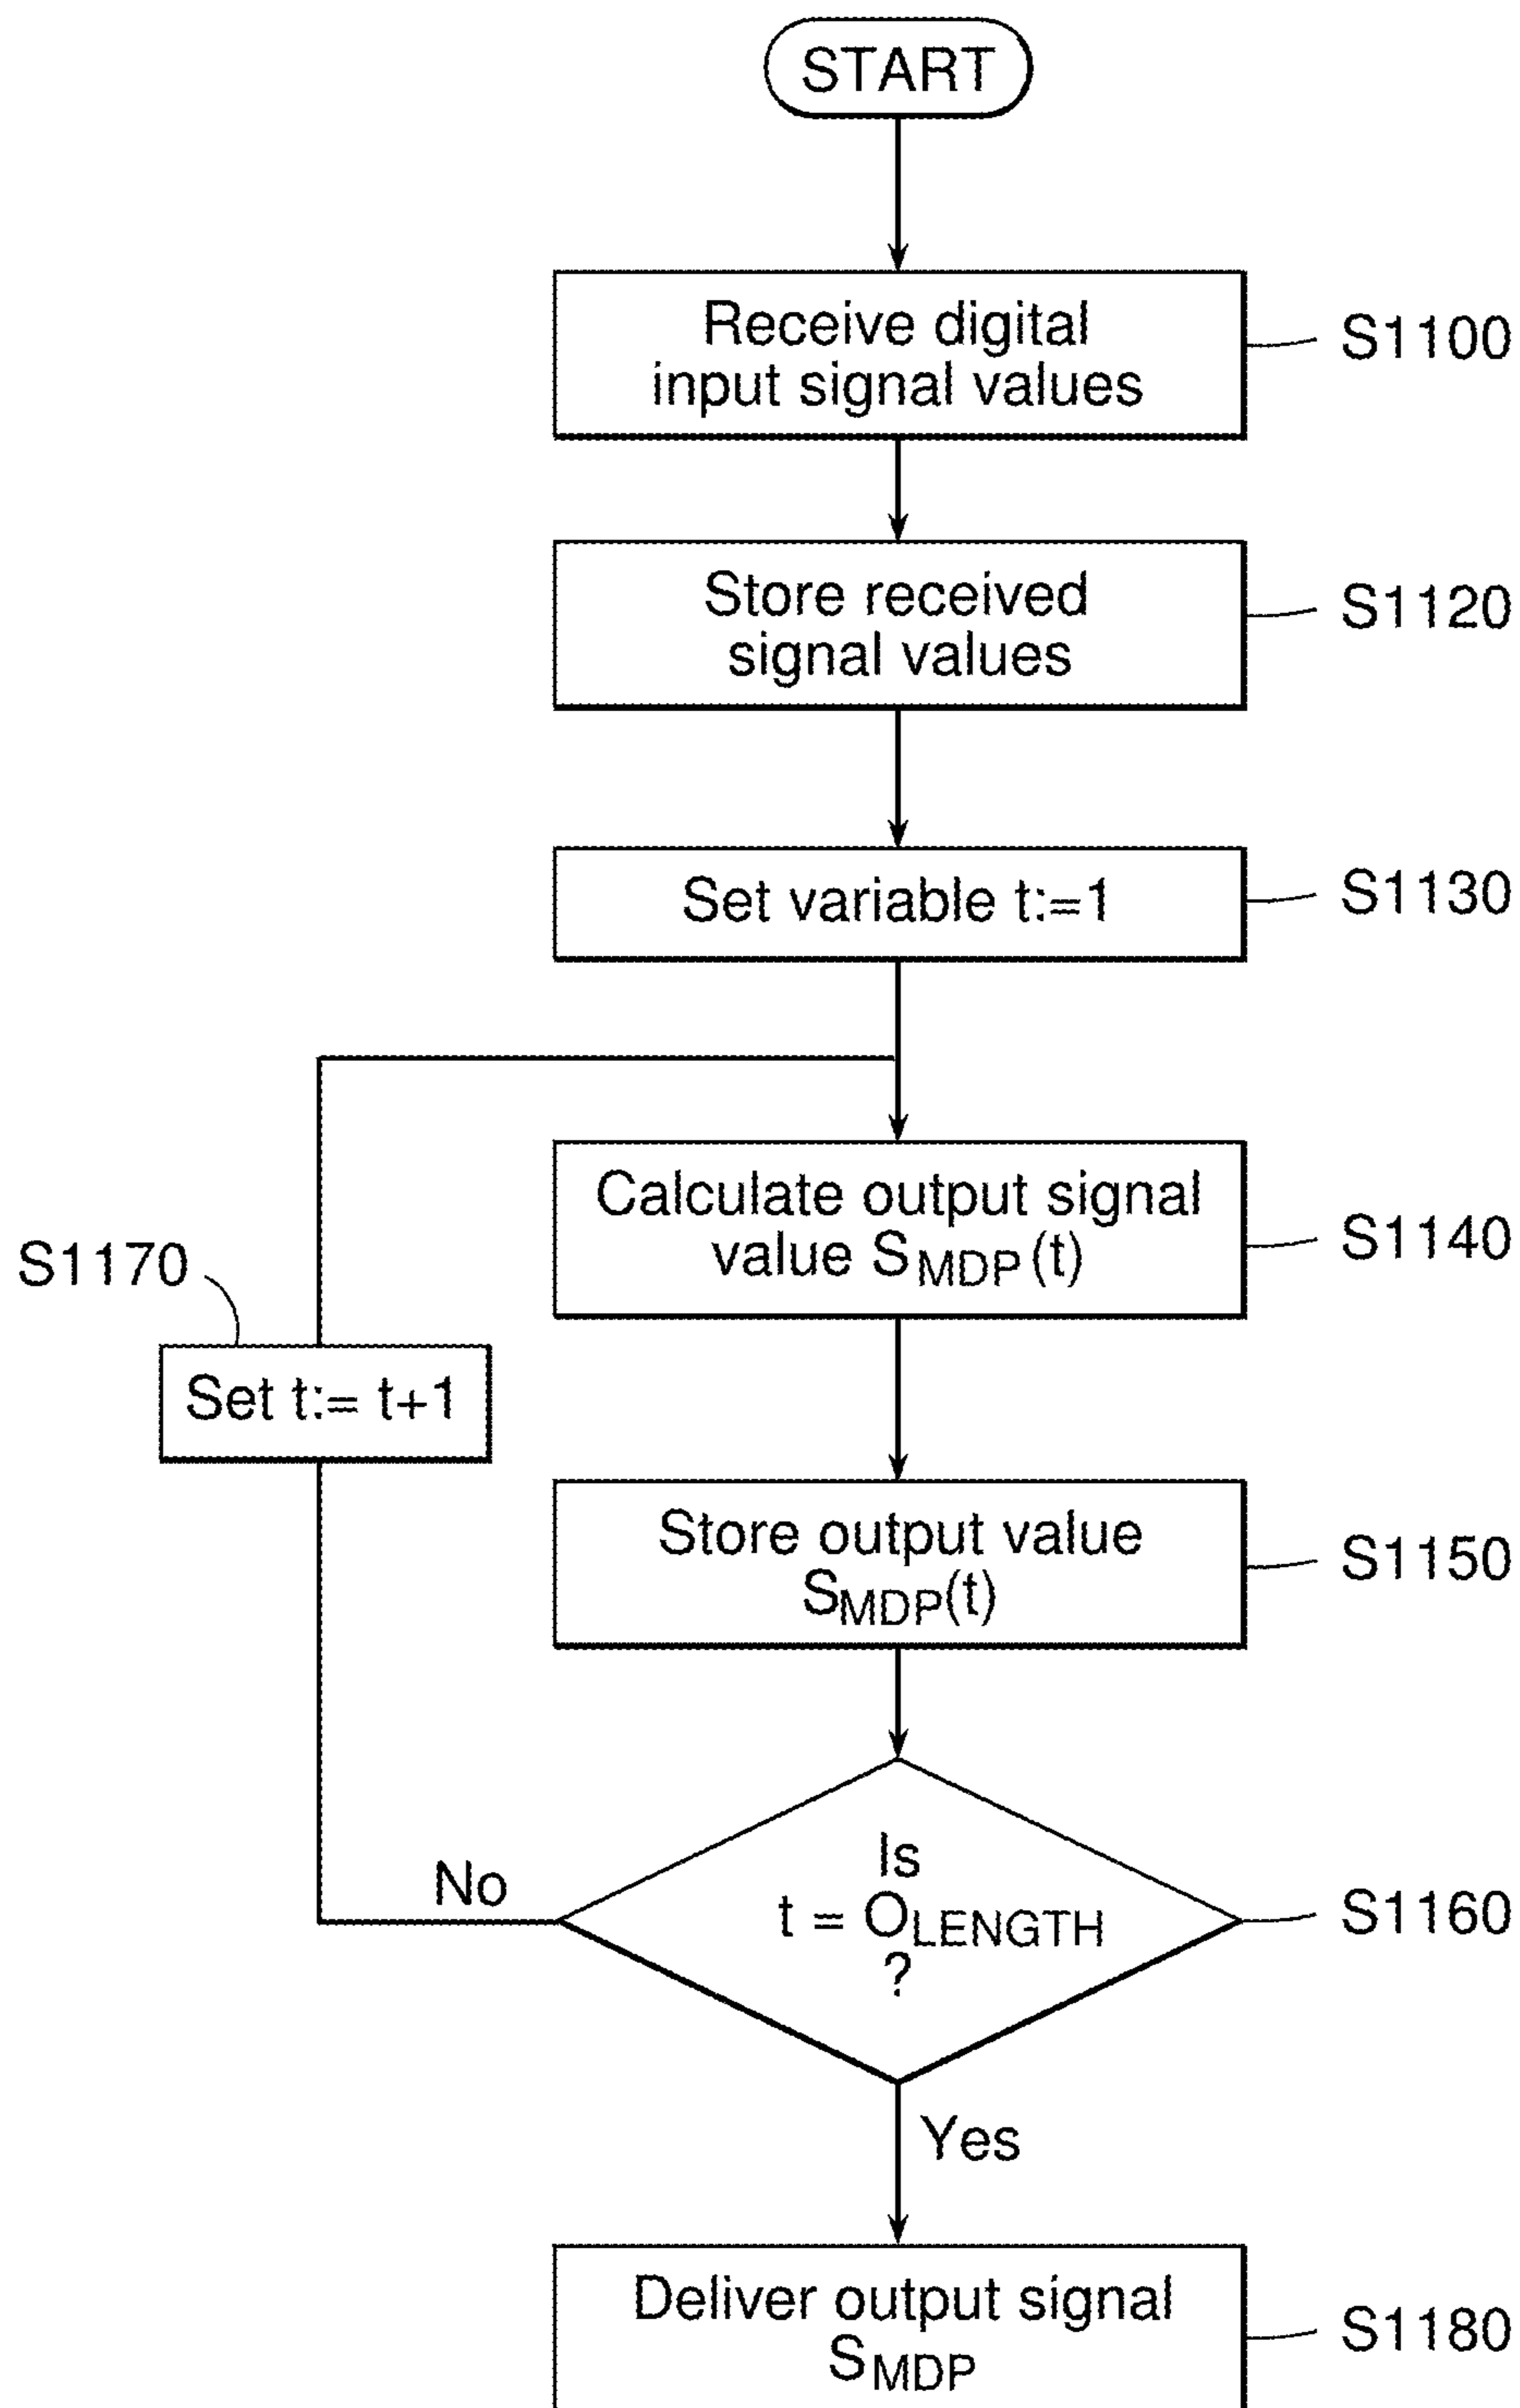 START
Receive digital
input signal values
S1100
Store received
signal values
S1120
Set variable t:=1
S1130
Calculate output signal
value SMDP (t)
S1140
S1170
Set t:= t+1
Store output value
SMDP(t)
S1150
Is
t = OLENGTH
?
S1160
No
Yes
Deliver output signal
SMDP
S1180